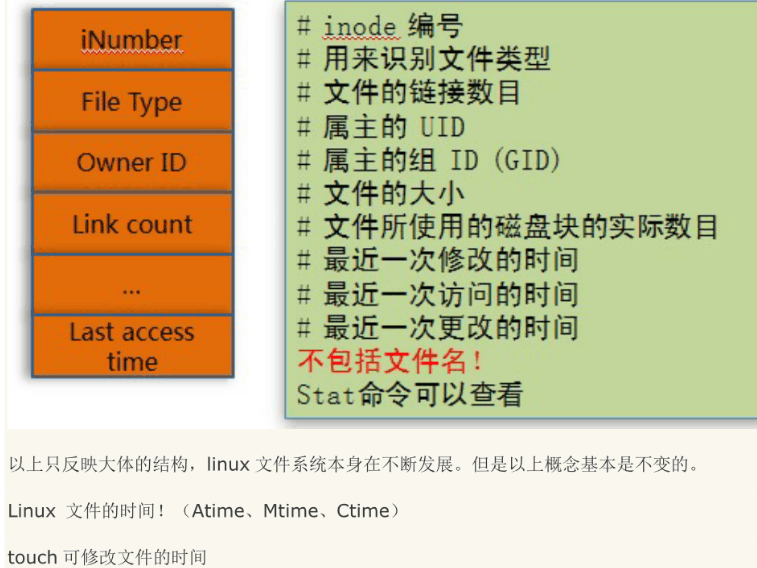 iNumber
File Type
Owner ID
Link count
...
Last access
time
# inode 编号
# 用来识别文件类型
# 文件的链接数目
# 属主的 UID
# 属主的组 ID (GID)
# 文件的大小
# 文件所使用的磁盘块的实际数目
# 最近一次修改的时间
# 最近一次访问的时间
# 最近一次更改的时间
不包括文件名!
Stat命令可以查看
以上只反映大体的结构，linux 文件系统本身在不断发展。但是以上概念基本是不变的。
Linux 文件的时间！（Atime、Mtime、Ctime）
touch 可修改文件的时间